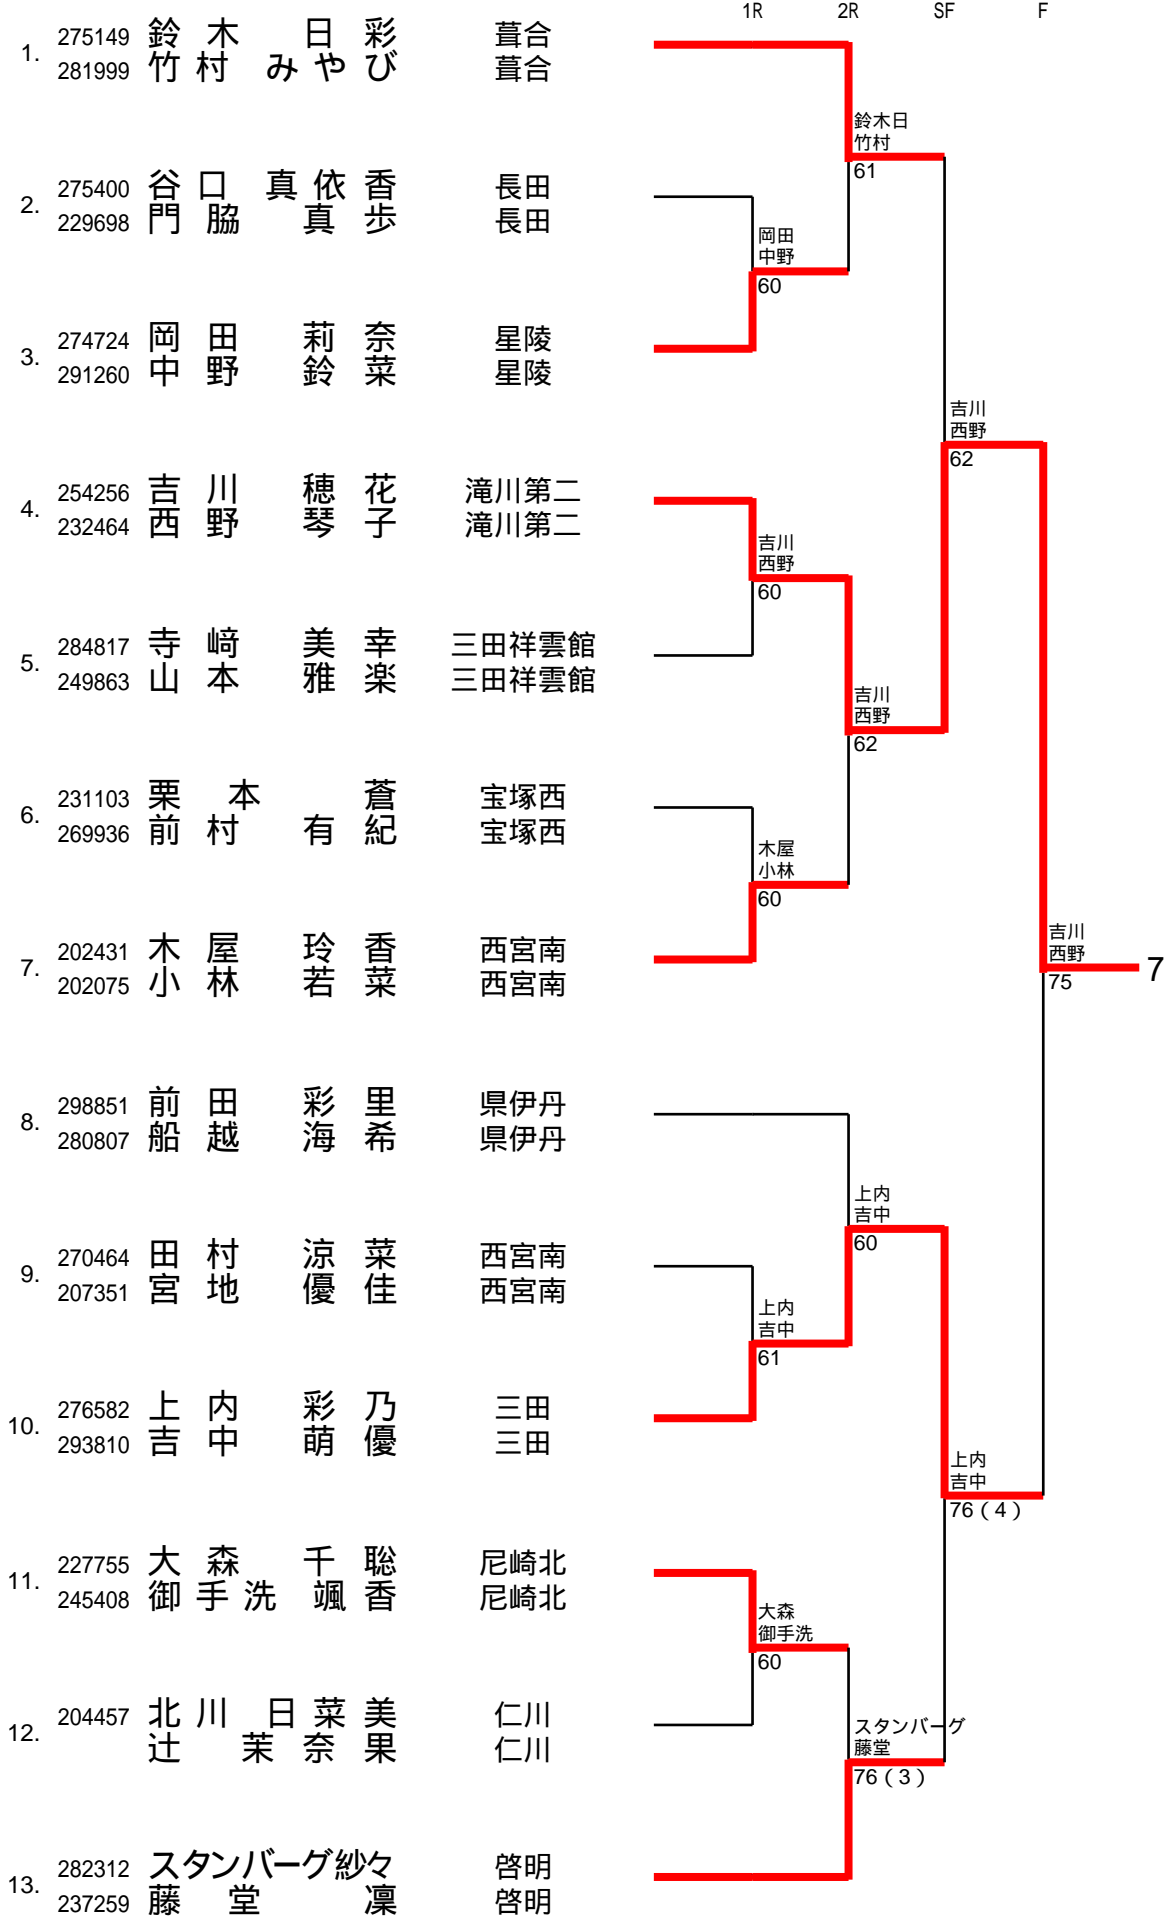 1R 2R SF F
1. 275149 鈴木 日彩 葺合
281999 竹村 みやび 葺合
鈴木日
竹村
61
2. 275400 谷口 真依香 長田
229698 門脇 真歩 長田
岡田
中野
60
3. 274724 岡田 莉奈 星陵
291260 中野 鈴菜 星陵
吉川
西野
62
4. 254256 吉川 穂花 滝川第二
232464 西野 琴子 滝川第二
吉川
西野
60
5. 284817 寺﨑 美幸 三田祥雲館
249863 山本 雅楽 三田祥雲館
吉川
西野
62
6. 231103 栗本 蒼 宝塚西
269936 前村 有紀 宝塚西
木屋
小林
60
7. 202431 木屋 玲香 西宮南
202075 小林 若菜 西宮南
吉川
西野
75
7
8. 298851 前田 彩里 県伊丹
280807 船越 海希 県伊丹
上内
吉中
60
9. 270464 田村 涼菜 西宮南
207351 宮地 優佳 西宮南
上内
吉中
61
10. 276582 上内 彩乃 三田
293810 吉中 萌優 三田
上内
吉中
76(4)
11. 227755 大森 千聡 尼崎北
245408 御手洗 颯香 尼崎北
大森
御手洗
60
12. 204457 北川 日菜美 仁川
辻 茉奈果 仁川
スタンバーグ
藤堂
76(3)
13. 282312 スタンバーグ紗々 啓明
237259 藤堂 凜 啓明